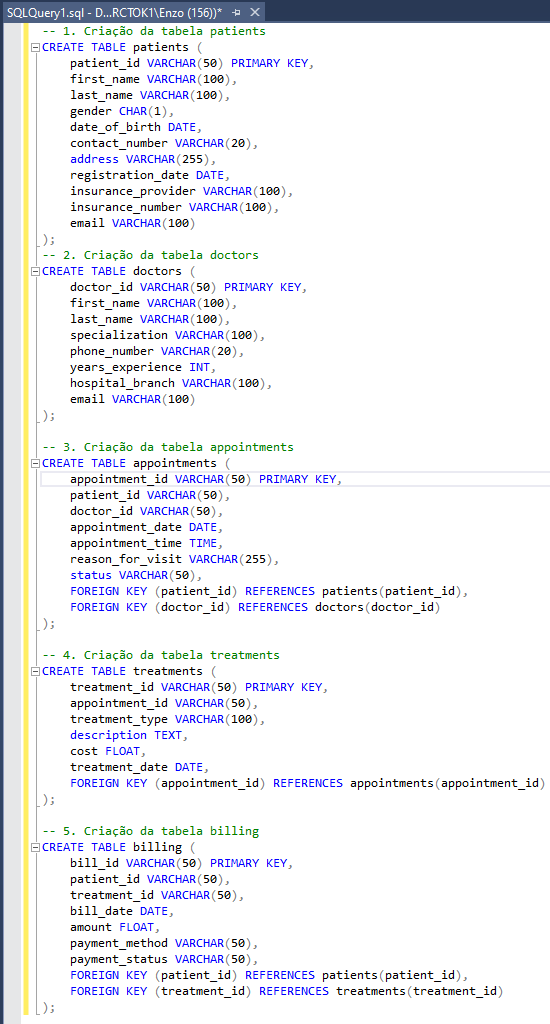 SQLQuery1.sql - D...RCTOK1\Enzo (156))*
-- 1. Criação da tabela patients
CREATE TABLE patients (
    patient_id VARCHAR(50) PRIMARY KEY,
    first_name VARCHAR(100),
    last_name VARCHAR(100),
    gender CHAR(1),
    date_of_birth DATE,
    contact_number VARCHAR(20),
    address VARCHAR(255),
    registration_date DATE,
    insurance_provider VARCHAR(100),
    insurance_number VARCHAR(100),
    email VARCHAR(100)
);
-- 2. Criação da tabela doctors
CREATE TABLE doctors (
    doctor_id VARCHAR(50) PRIMARY KEY,
    first_name VARCHAR(100),
    last_name VARCHAR(100),
    specialization VARCHAR(100),
    phone_number VARCHAR(20),
    years_experience INT,
    hospital_branch VARCHAR(100),
    email VARCHAR(100)
);
-- 3. Criação da tabela appointments
CREATE TABLE appointments (
    appointment_id VARCHAR(50) PRIMARY KEY,
    patient_id VARCHAR(50),
    doctor_id VARCHAR(50),
    appointment_date DATE,
    appointment_time TIME,
    reason_for_visit VARCHAR(255),
    status VARCHAR(50),
    FOREIGN KEY (patient_id) REFERENCES patients(patient_id),
    FOREIGN KEY (doctor_id) REFERENCES doctors(doctor_id)
);
-- 4. Criação da tabela treatments
CREATE TABLE treatments (
    treatment_id VARCHAR(50) PRIMARY KEY,
    appointment_id VARCHAR(50),
    treatment_type VARCHAR(100),
    description TEXT,
    cost FLOAT,
    treatment_date DATE,
    FOREIGN KEY (appointment_id) REFERENCES appointments(appointment_id)
);
-- 5. Criação da tabela billing
CREATE TABLE billing (
    bill_id VARCHAR(50) PRIMARY KEY,
    patient_id VARCHAR(50),
    treatment_id VARCHAR(50),
    bill_date DATE,
    amount FLOAT,
    payment_method VARCHAR(50),
    payment_status VARCHAR(50),
    FOREIGN KEY (patient_id) REFERENCES patients(patient_id),
    FOREIGN KEY (treatment_id) REFERENCES treatments(treatment_id)
);